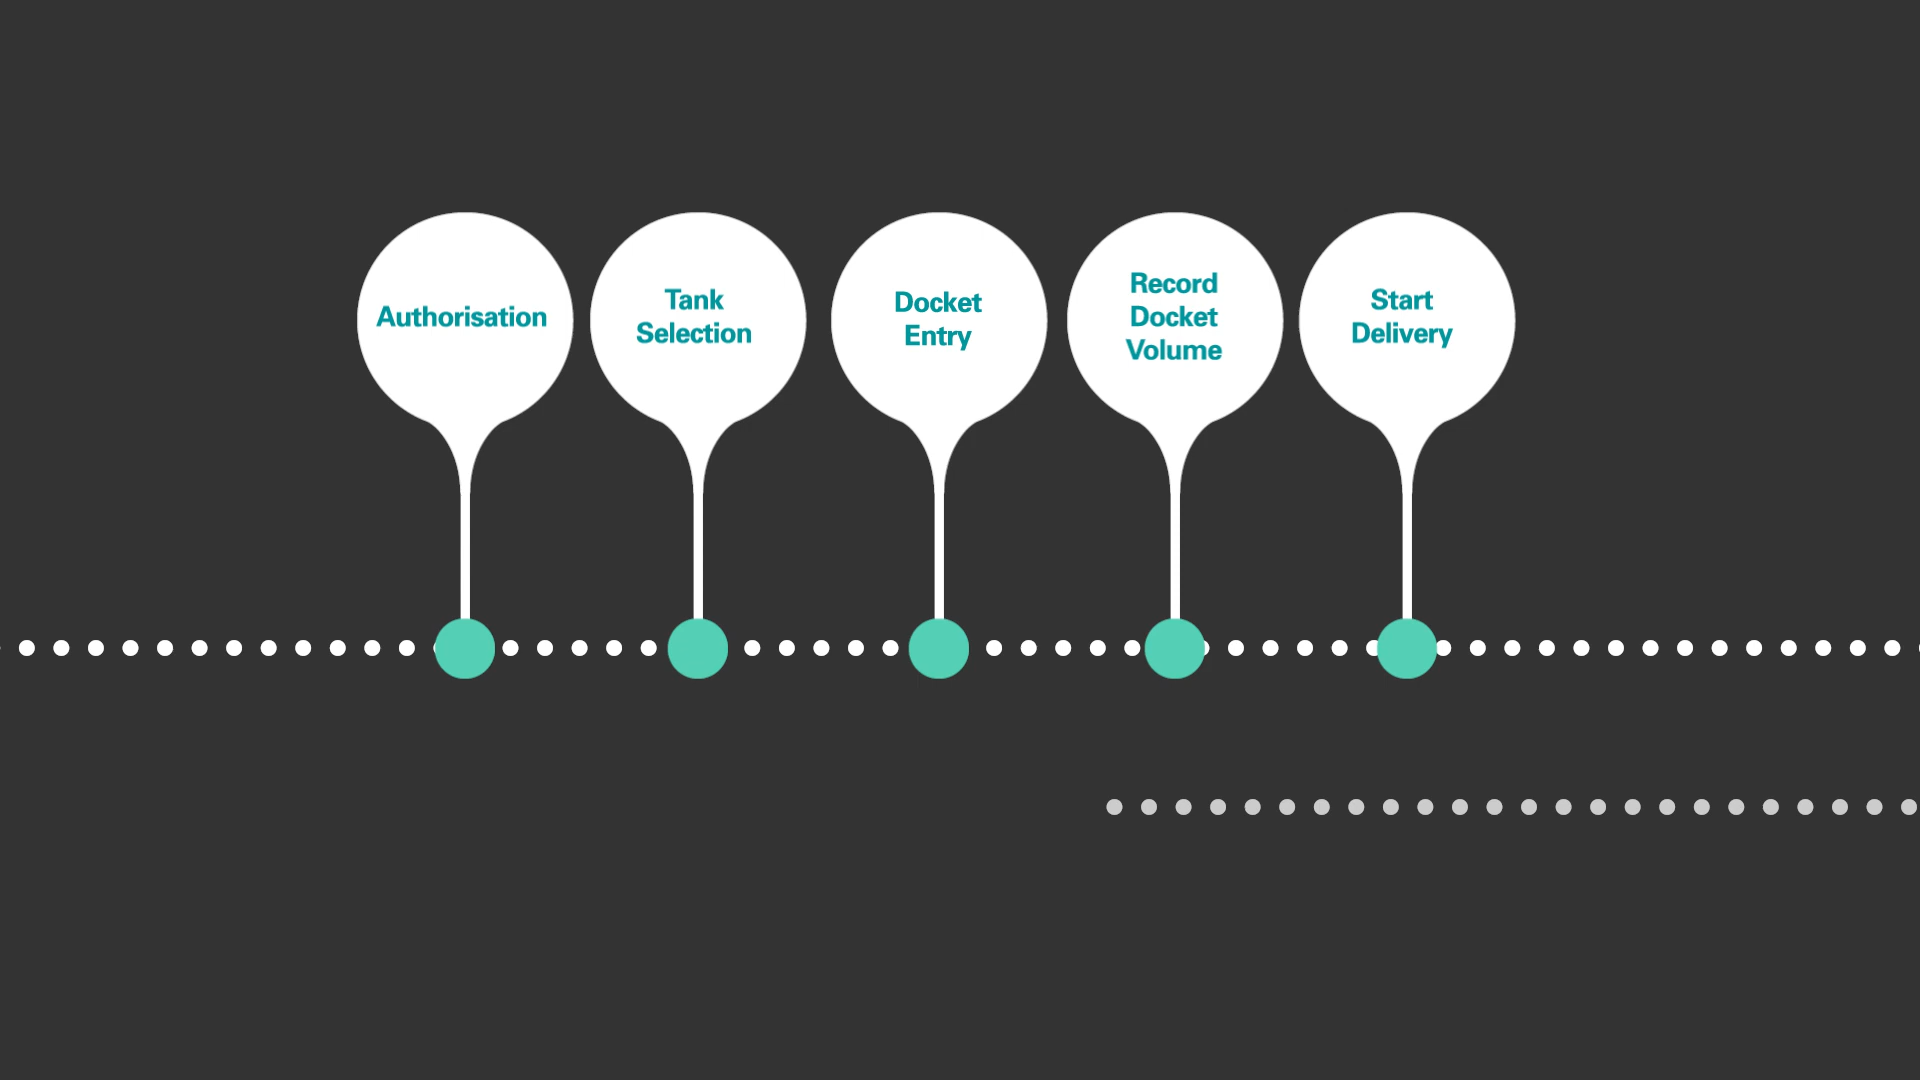 Authorisation
Tank
Selection
Docket
Entry
Record
Docket
Volume
Start
Delivery